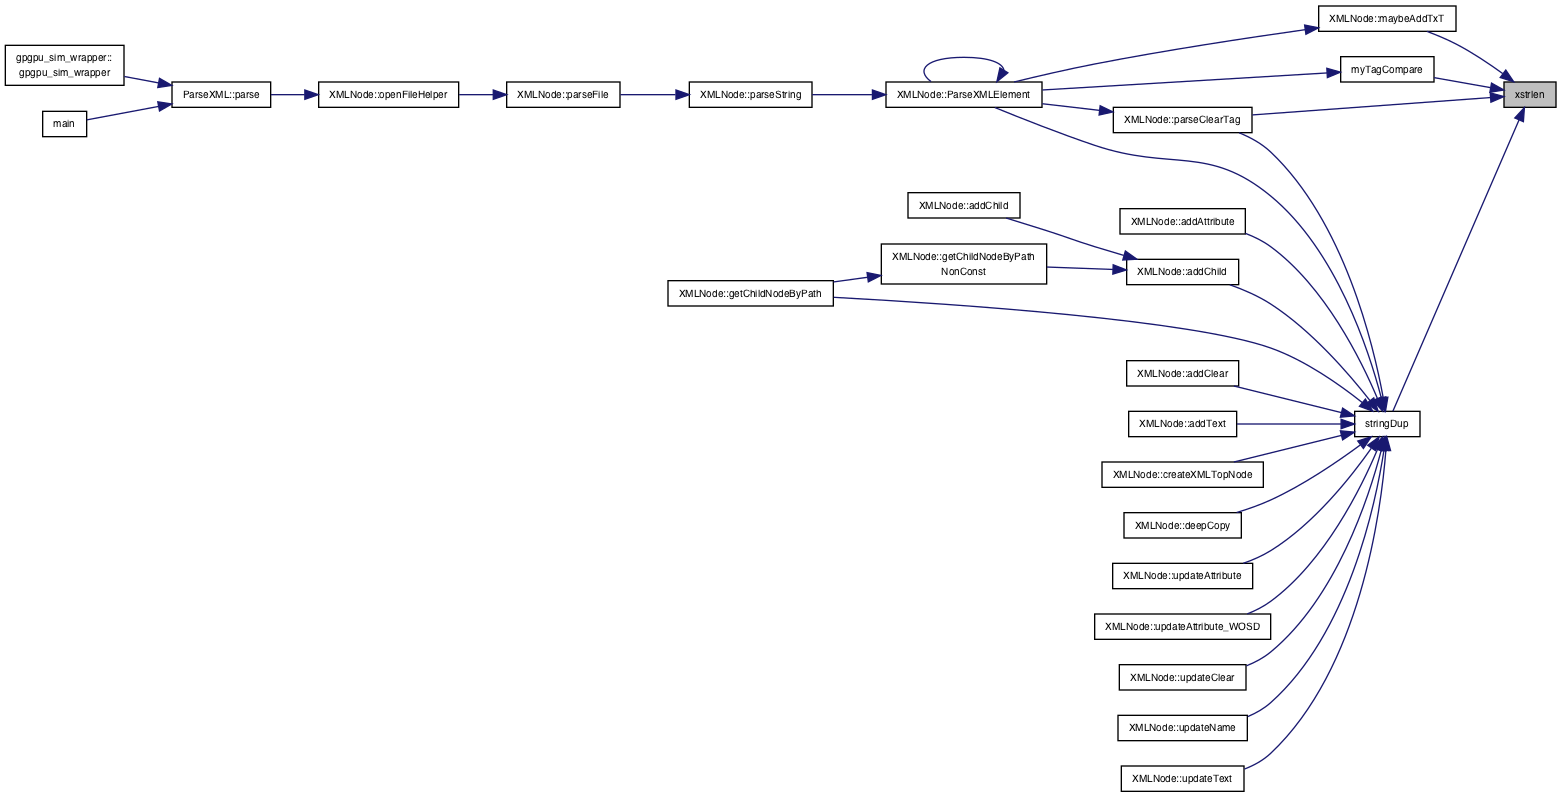 XMLNode::maybeAddTxT
gpgpu_sim_wrapper::
gpgpu_sim_wrapper
myTagCompare
ParseXML::parse
XMLNode::openFileHelper
XMLNode::parseFile
XMLNode::parseString
XMLNode::ParseXMLElement
xstrlen
main
XMLNode::parseClearTag
XMLNode::addChild
XMLNode::addAttribute
XMLNode::getChildNodeByPath
NonConst
XMLNode::addChild
XMLNode::getChildNodeByPath
XMLNode::addClear
XMLNode::addText
stringDup
XMLNode::createXMLTopNode
XMLNode::deepCopy
XMLNode::updateAttribute
XMLNode::updateAttribute_WOSD
XMLNode::updateClear
XMLNode::updateName
XMLNode::updateText